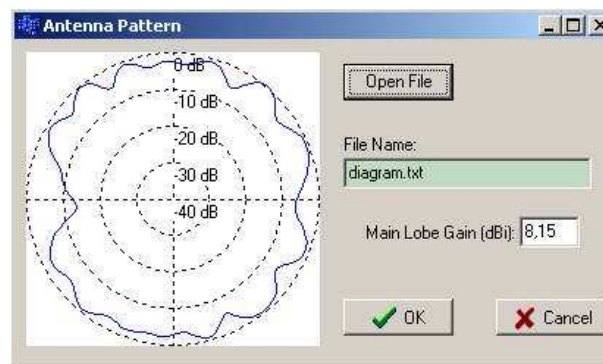 Antenna Pattern
0 dB
-10 dB
-20 dB
-30 dB
-40 dB
Open File
File Name:
diagram.txt
Main Lobe Gain (dBi): 8,15
OK
Cancel